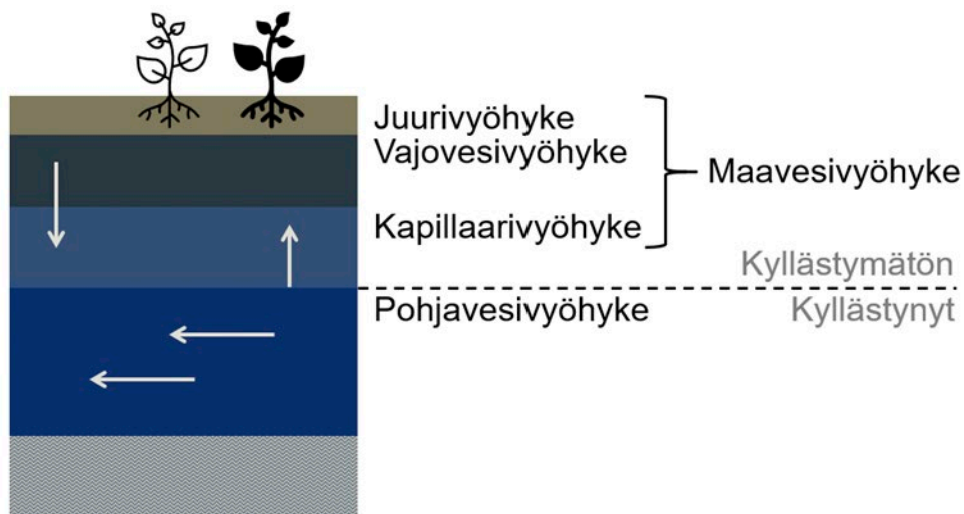 Juurivyöhyke
Vajovesivyöhyke
Maavesivyöhyke
Kapillaarivyöhyke
Kyllästymätön
Pohjavesivyöhyke
Kyllästynyt